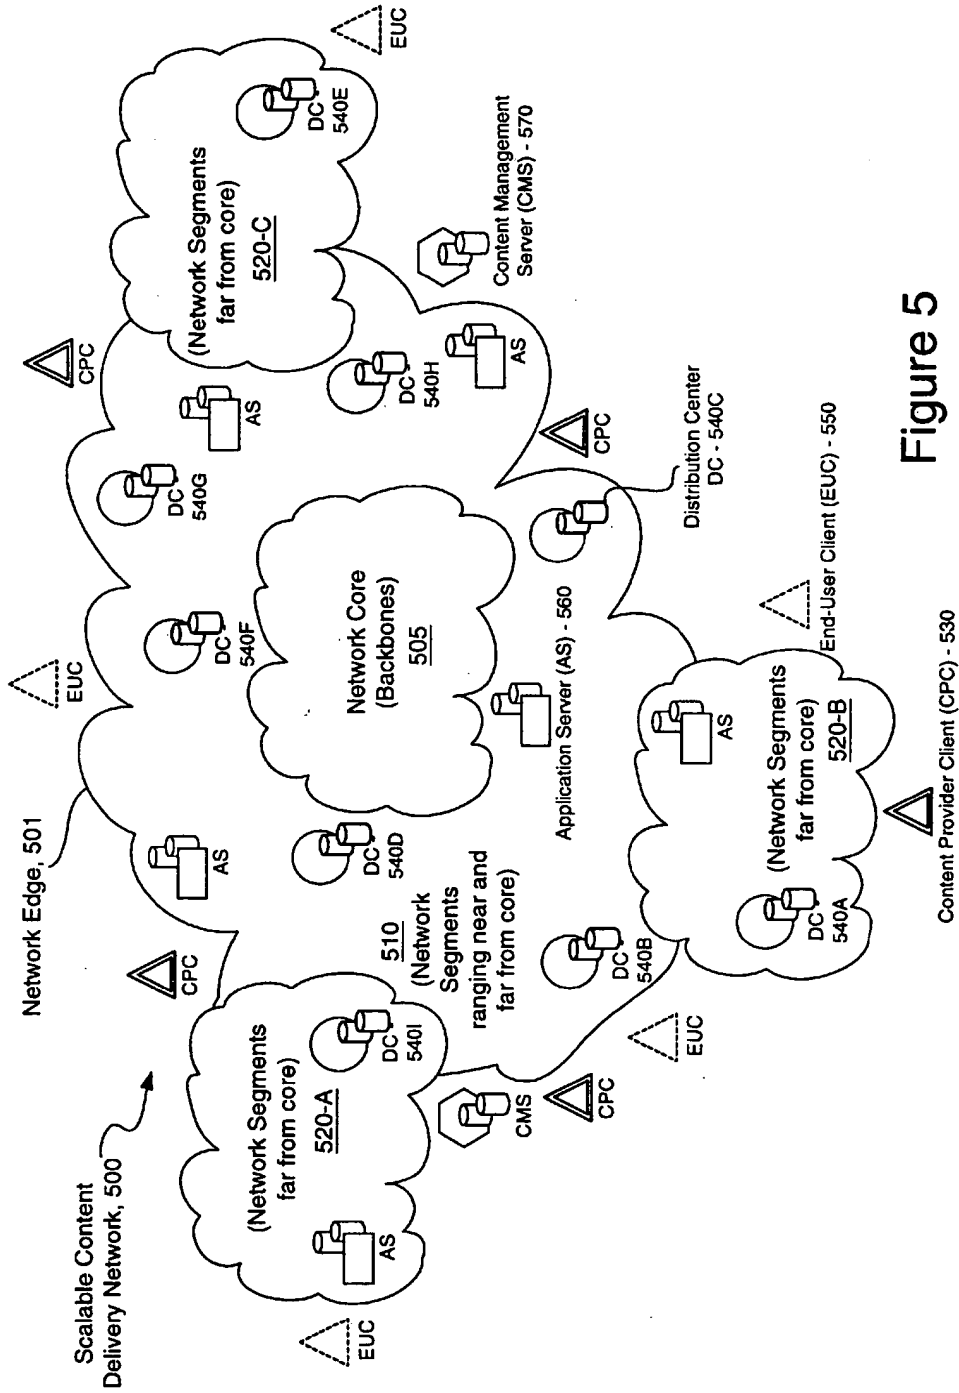 Scalable Content
Delivery Network, 500
Network Edge, 501
EUC
CPC
CPC
EUC
AS
DC
540F
DC
540G
AS
(Network Segments
far from core)
520-C
DC
540E
EUC
(Network Segments
far from core)
520-A
DC
540I
AS
EUC
510
(Network
Segments
ranging near and
far from core)
DC
540D
Network Core
(Backbones)
505
DC
540H
AS
Content Management
Server (CMS) - 570
CMS
CPC
EUC
DC
540B
Application Server (AS) - 560
CPC
Distribution Center
DC - 540C
(Network Segments
far from core)
520-B
AS
DC
540A
End-User Client (EUC) - 550
Content Provider Client (CPC) - 530
Figure 5